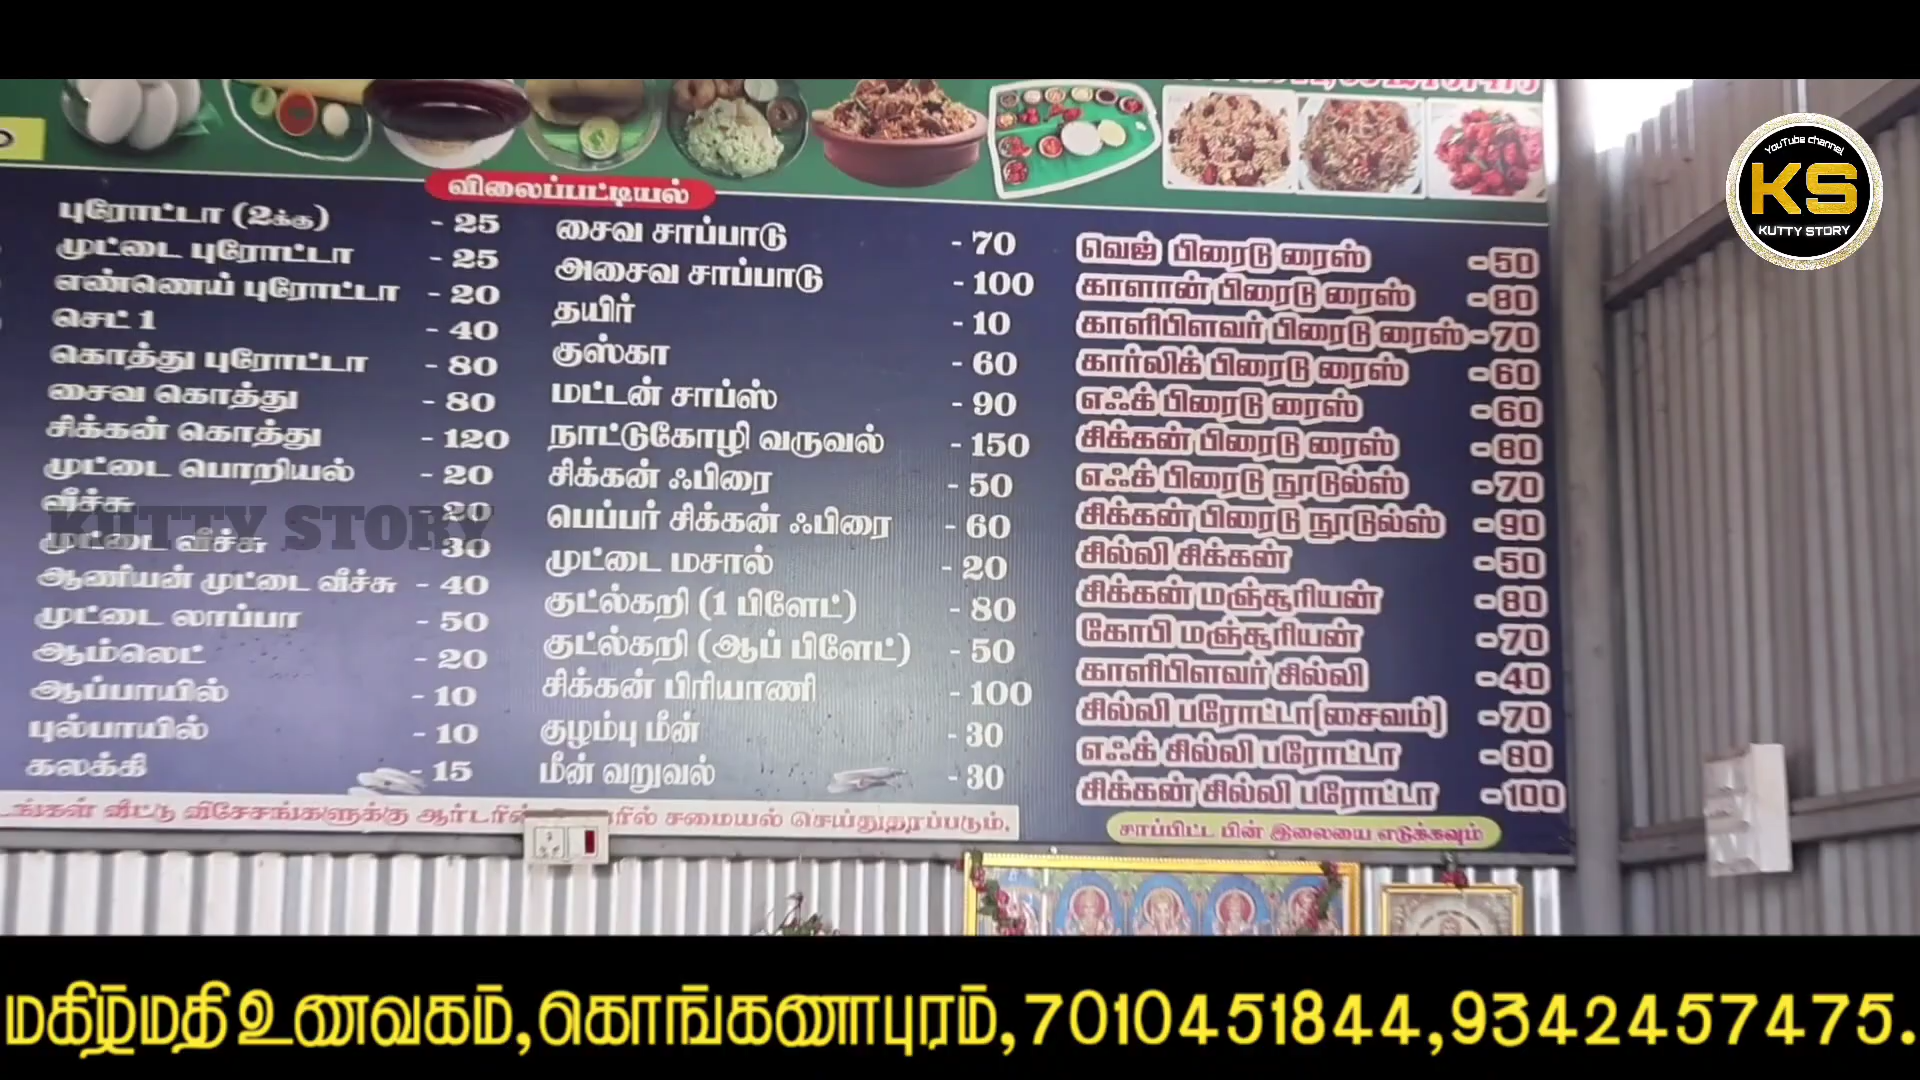 விலைப்பட்டியல்
புரோட்டா (2க்கு) - 25
முட்டை புரோட்டா - 25
எண்ணெய் புரோட்டா - 20
செட் 1 - 40
கொத்து புரோட்டா - 80
சைவ கொத்து - 80
சிக்கன் கொத்து - 120
முட்டை பொறியல் - 20
வீச்சு - 20
முட்டை வீச்சு - 30
ஆனியன் முட்டை வீச்சு - 40
முட்டை லாப்பா - 50
ஆம்லெட் - 20
ஆப்பாயில் - 10
புல்பாயில் - 10
கலக்கி - 15
சைவ சாப்பாடு - 70
அசைவ சாப்பாடு - 100
தயிர் - 10
குஸ்கா - 60
மட்டன் சாப்ஸ் - 90
நாட்டுகோழி வருவல் - 150
சிக்கன் ஃபிரை - 50
பெப்பர் சிக்கன் ஃபிரை - 60
முட்டை மசால் - 20
குட்ல்கறி (1 பிளேட்) - 80
குட்ல்கறி (ஆப் பிளேட்) - 50
சிக்கன் பிரியாணி - 100
குழம்பு மீன் - 30
மீன் வறுவல் - 30
வெஜ் பிரைடு ரைஸ் - 50
காளான் பிரைடு ரைஸ் - 80
காளிபிளவர் பிரைடு ரைஸ் - 70
கார்லிக் பிரைடு ரைஸ் - 60
எஃக் பிரைடு ரைஸ் - 60
சிக்கன் பிரைடு ரைஸ் - 80
எஃக் பிரைடு நூடுல்ஸ் - 70
சிக்கன் பிரைடு நூடுல்ஸ் - 90
சில்லி சிக்கன் - 50
சிக்கன் மஞ்சூரியன் - 80
கோபி மஞ்சூரியன் - 70
காளிபிளவர் சில்லி - 40
சில்லி பரோட்டா[சைவம்] - 70
எஃக் சில்லி பரோட்டா - 80
சிக்கன் சில்லி பரோட்டா - 100
வீட்டு விசேசங்களுக்கு சமையல் செய்துதரப்படும்.
சாப்பிட்ட பின் இலையை எடுக்கவும்
KUTTY STORY
YouTube channel
KS
KUTTY STORY
மகிழ்மதி உணவகம், கொங்கணாபுரம், 7010451844, 9342457475.